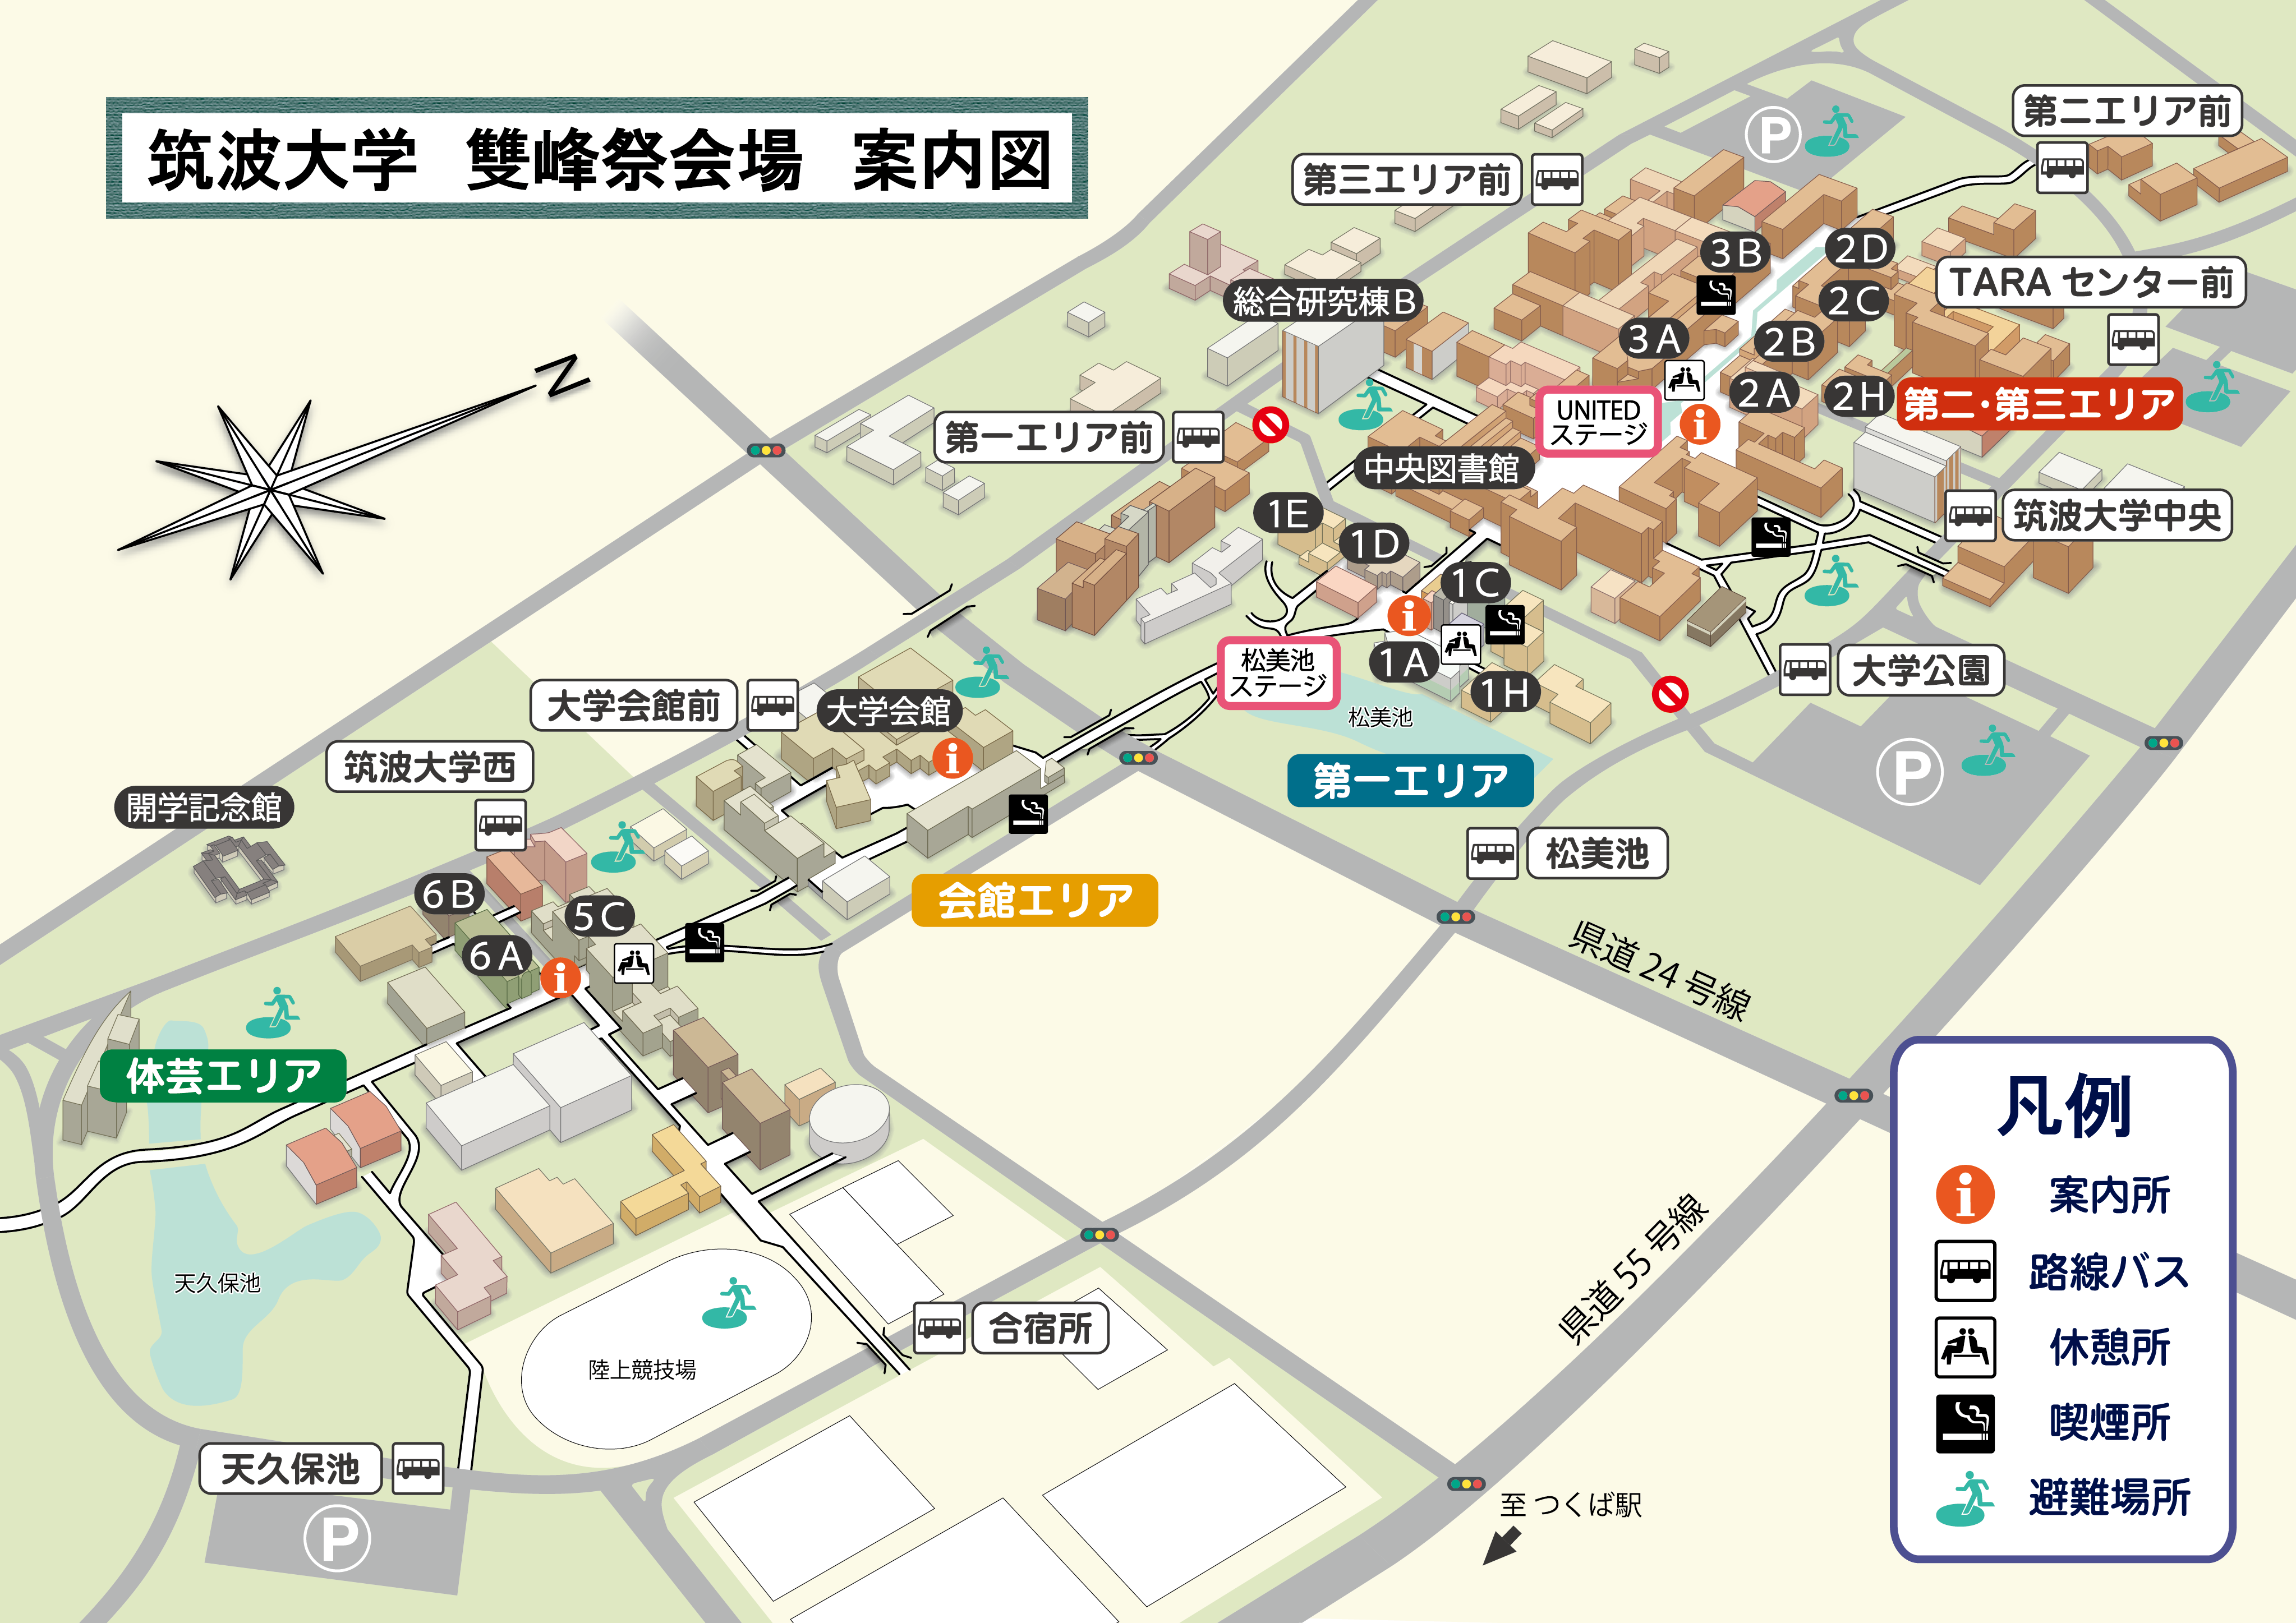 筑波大学　雙峰祭会場　案内図
N
P
第二エリア前
第三エリア前
3B
2D
TARA センター前
総合研究棟B
2C
3A
2B
2A
2H
第二・第三エリア
UNITED
ステージ
i
第一エリア前
中央図書館
1E
筑波大学中央
1D
1C
i
1A
松美池
ステージ
大学公園
1H
大学会館前
大学会館
松美池
i
筑波大学西
第一エリア
P
開学記念館
松美池
6B
会館エリア
5C
6A
i
県道 24 号線
体芸エリア
県道 55 号線
天久保池
合宿所
陸上競技場
天久保池
P
至 つくば駅
凡例
i 案内所
路線バス
休憩所
喫煙所
避難場所